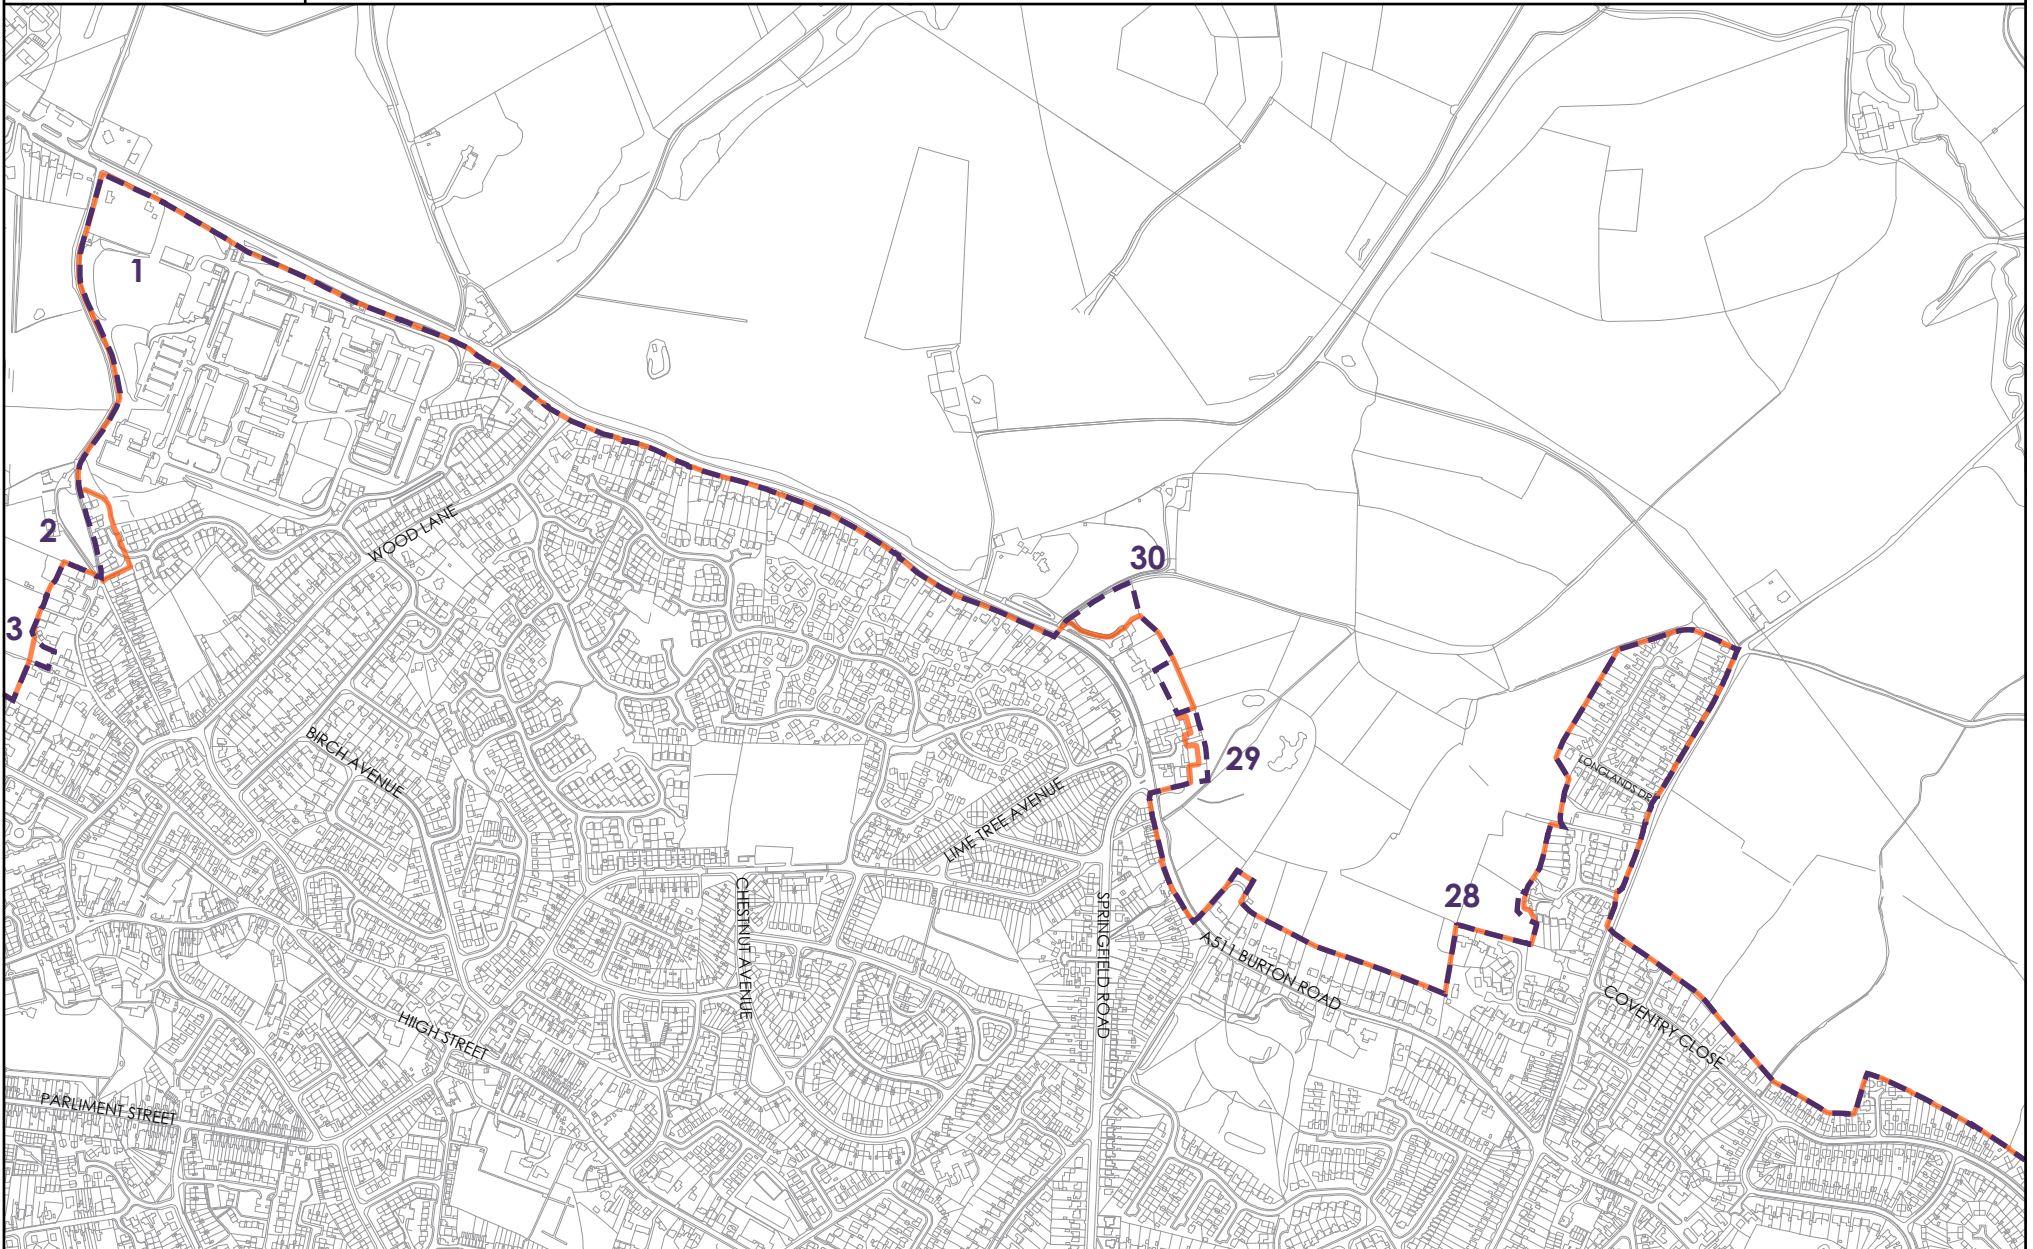 1
2
WOOD LANE
30
3
BIRCH AVENUE
29
LONGLANDS DR
LIME TREE AVENUE
28
CHESTNUT AVENUE
SPRINGFIELD ROAD
A511 BURTON ROAD
COVENTRY CLOSE
HIIGH STREET
PARLIMENT STREET